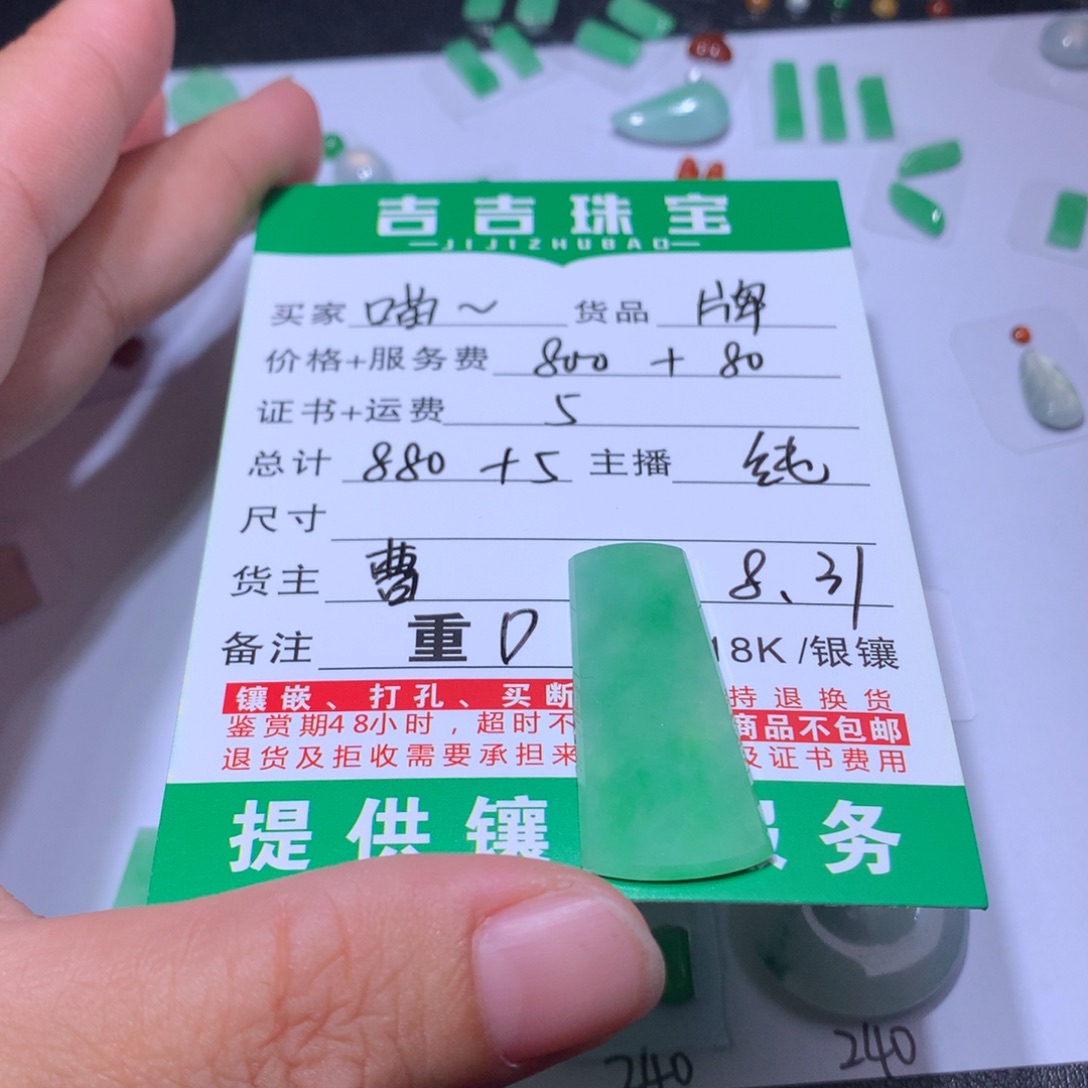 吉吉珠宝
JIJIZHUBAO
买家 喵~ 货品 牌
价格+服务费 800 + 80
证书+运费 5
总计 880 +5 主播 纯
尺寸
货主 曹 8、31
备注 重 D 18K /银镶
镶嵌、打孔、买断 持退换货
鉴赏期48小时，超时不 商品不包邮
退货及拒收需要承担来 及证书费用
提供镶 服务
240 240